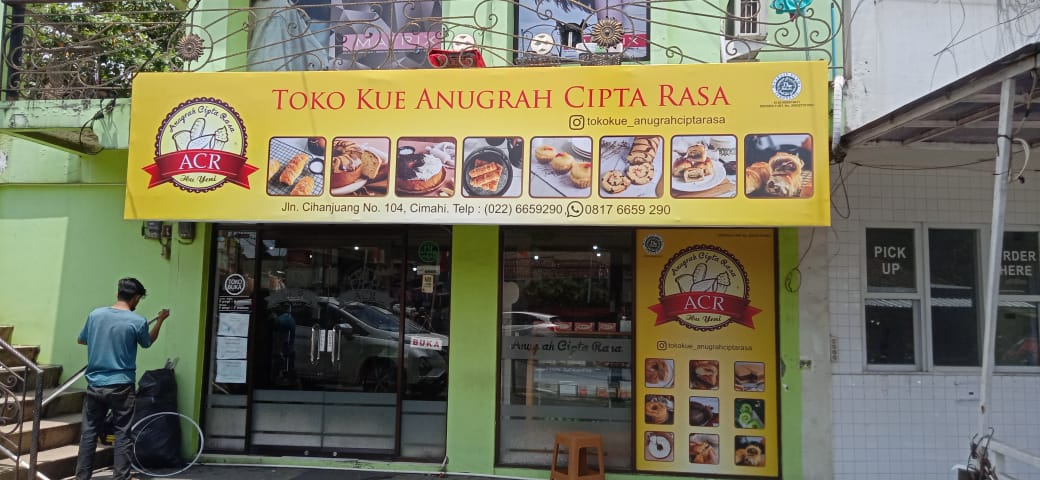 TOKO KUE ANUGRAH CIPTA RASA
tokokue_anugrahciptarasa
Anugrah Cipta Rasa
ACR
Ibu Yeni
Jln. Cihanjuang No. 104, Cimahi. Telp : (022) 6659290, 0817 6659 290
TOKO
BUKA
BUKA
Anugrah Cipta Rasa
Anugrah Cipta Rasa
ACR
Ibu Yeni
tokokue_anugrahciptarasa
PICK
UP
ORDER
HERE